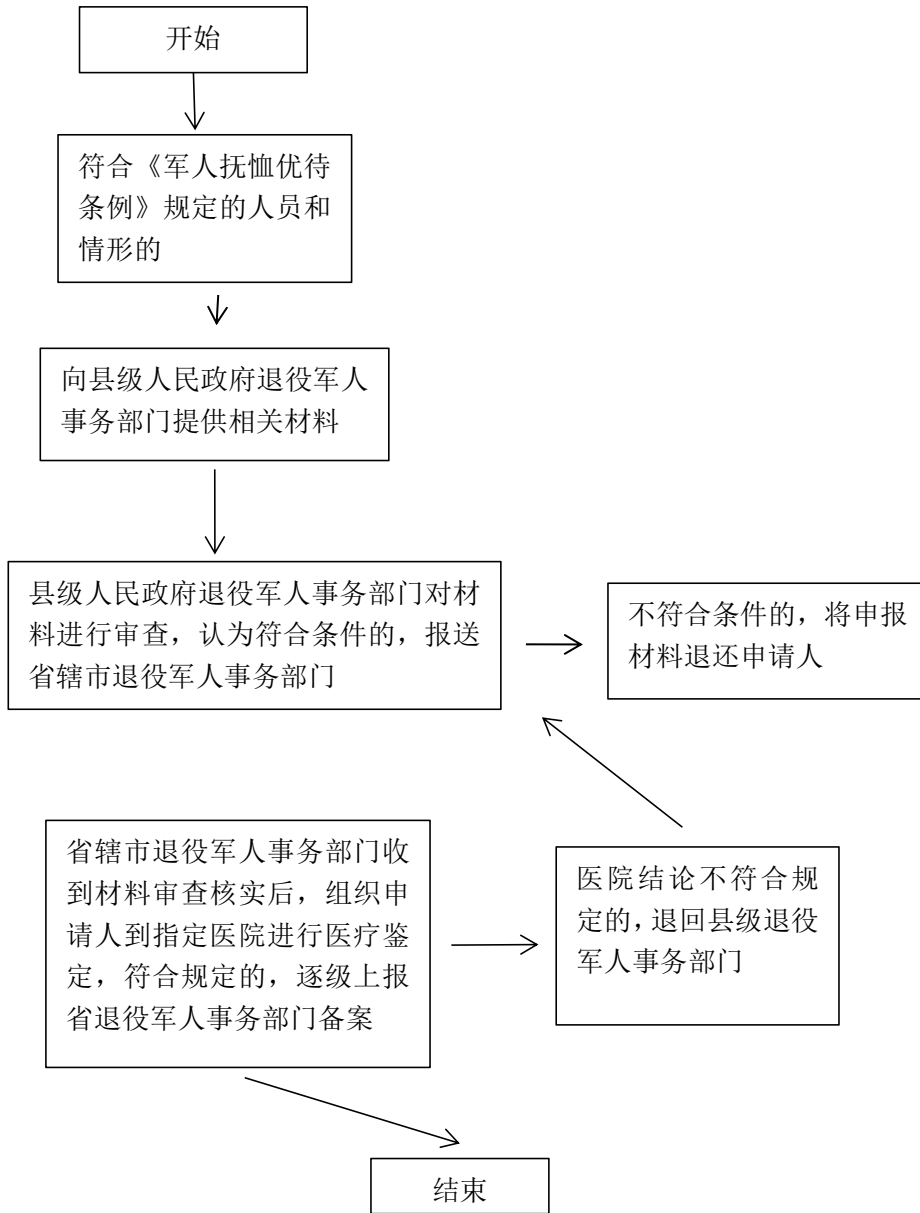 开始
符合《军人抚恤优待
条例》规定的人员和
情形的
向县级人民政府退役军人
事务部门提供相关材料
县级人民政府退役军人事务部门对材
料进行审查，认为符合条件的，报送
省辖市退役军人事务部门
不符合条件的，将申报
材料退还申请人
省辖市退役军人事务部门收
到材料审查核实后，组织申
请人到指定医院进行医疗鉴
定，符合规定的，逐级上报
省退役军人事务部门备案
医院结论不符合规
定的，退回县级退役
军人事务部门
结束